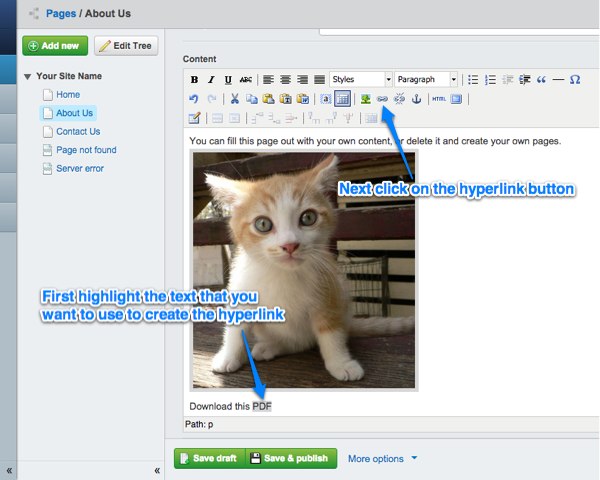 Pages / About Us
Add new
Edit Tree
Your Site Name
Home
About Us
Contact Us
Page not found
Server error
Content
B I U ABC
Styles
Paragraph
HTML
You can fill this page out with your own content, or delete it and create your own pages.
Next click on the hyperlink button
First highlight the text that you
want to use to create the hyperlink
Download this PDF
Path: p
Save draft
Save & publish
More options